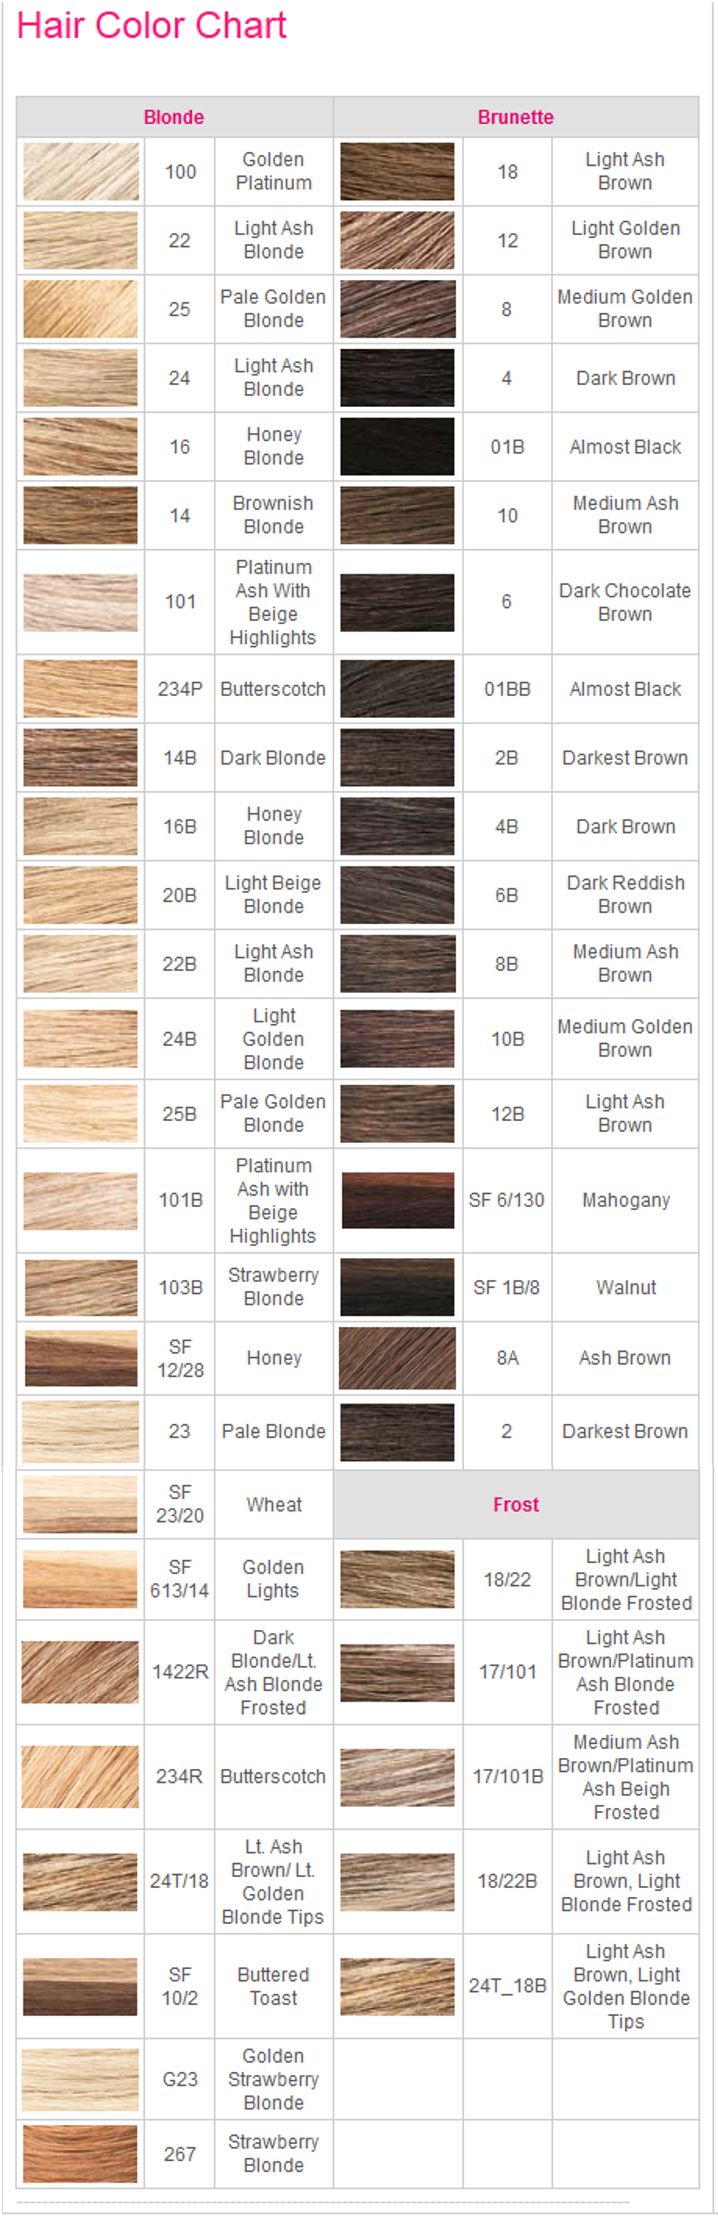 Hair Color Chart
Blonde
Brunette
100
Golden
Platinum
18
Light Ash
Brown
22
Light Ash
Blonde
12
Light Golden
Brown
25
Pale Golden
Blonde
8
Medium Golden
Brown
24
Light Ash
Blonde
4
Dark Brown
16
Honey
Blonde
01B
Almost Black
14
Brownish
Blonde
10
Medium Ash
Brown
101
Platinum
Ash With
Beige
Highlights
6
Dark Chocolate
Brown
234P
Butterscotch
01BB
Almost Black
14B
Dark Blonde
2B
Darkest Brown
16B
Honey
Blonde
4B
Dark Brown
20B
Light Beige
Blonde
6B
Dark Reddish
Brown
22B
Light Ash
Blonde
8B
Medium Ash
Brown
24B
Light
Golden
Blonde
10B
Medium Golden
Brown
25B
Pale Golden
Blonde
12B
Light Ash
Brown
101B
Platinum
Ash with
Beige
Highlights
SF 6/130
Mahogany
103B
Strawberry
Blonde
SF 1B/8
Walnut
SF
12/28
Honey
8A
Ash Brown
23
Pale Blonde
2
Darkest Brown
SF
23/20
Wheat
Frost
SF
613/14
Golden
Lights
18/22
Light Ash
Brown/Light
Blonde Frosted
1422R
Dark
Blonde/Lt.
Ash Blonde
Frosted
17/101
Light Ash
Brown/Platinum
Ash Blonde
Frosted
234R
Butterscotch
17/101B
Medium Ash
Brown/Platinum
Ash Beigh
Frosted
24T/18
Lt. Ash
Brown/ Lt.
Golden
Blonde Tips
18/22B
Light Ash
Brown, Light
Blonde Frosted
SF
10/2
Buttered
Toast
24T_18B
Light Ash
Brown, Light
Golden Blonde
Tips
G23
Golden
Strawberry
Blonde
267
Strawberry
Blonde